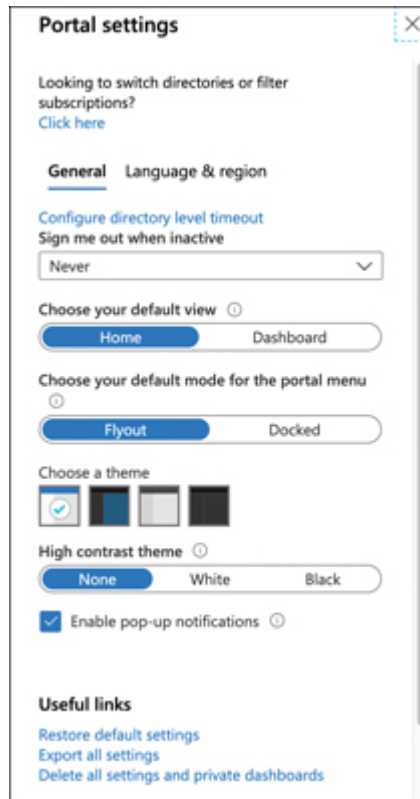 Portal settings
Looking to switch directories or filter
subscriptions?
Click here
General Language & region
Configure directory level timeout
Sign me out when inactive
Never
Choose your default view
Home Dashboard
Choose your default mode for the portal menu
Flyout Docked
Choose a theme
High contrast theme
None White Black
Enable pop-up notifications
Useful links
Restore default settings
Export all settings
Delete all settings and private dashboards